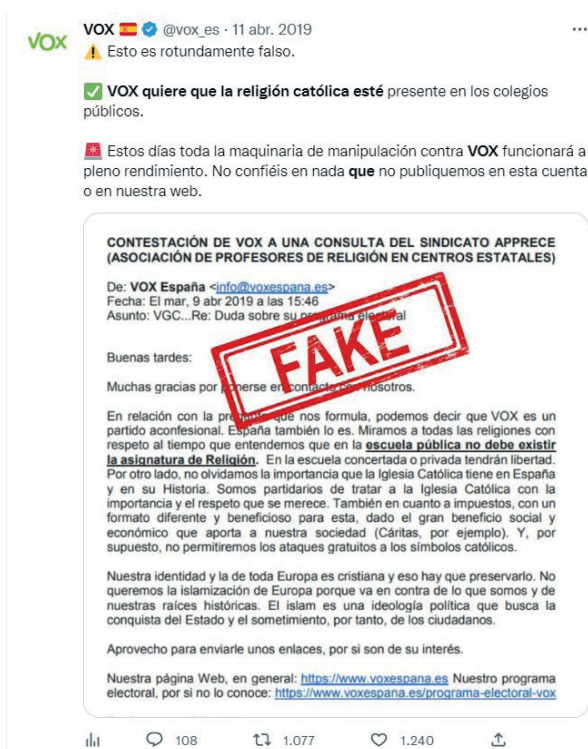 VOX
VOX @vox_es · 11 abr. 2019
Esto es rotundamente falso.
VOX quiere que la religión católica esté presente en los colegios
públicos.
Estos días toda la maquinaria de manipulación contra VOX funcionará a
pleno rendimiento. No confiéis en nada que no publiquemos en esta cuenta
o en nuestra web.
CONTESTACIÓN DE VOX A UNA CONSULTA DEL SINDICATO APPRECE
(ASOCIACIÓN DE PROFESORES DE RELIGIÓN EN CENTROS ESTATALES)
De: VOX España <info@voxespana.es>
Fecha: El mar, 9 abr 2019 a las 15:46
Asunto: VGC...Re: Duda sobre su programa electoral
FAKE
Buenas tardes:
Muchas gracias por ponerse en contacto con nosotros.
En relación con la pregunta que nos formula, podemos decir que VOX es un
partido aconfesional. España también lo es. Miramos a todas las religiones con
respeto al tiempo que entendemos que en la escuela pública no debe existir
la asignatura de Religión. En la escuela concertada o privada tendrán libertad.
Por otro lado, no olvidamos la importancia que la Iglesia Católica tiene en España
y en su Historia. Somos partidarios de tratar a la Iglesia Católica con la
importancia y el respeto que se merece. También en cuanto a impuestos, con un
formato diferente y beneficioso para esta, dado el gran beneficio social y
económico que aporta a nuestra sociedad (Cáritas, por ejemplo). Y, por
supuesto, no permitiremos los ataques gratuitos a los símbolos católicos.
Nuestra identidad y la de toda Europa es cristiana y eso hay que preservarlo. No
queremos la islamización de Europa porque va en contra de lo que somos y de
nuestras raíces históricas. El islam es una ideología política que busca la
conquista del Estado y el sometimiento, por tanto, de los ciudadanos.
Aprovecho para enviarle unos enlaces, por si son de su interés.
Nuestra página Web, en general: https://www.voxespana.es Nuestro programa
electoral, por si no lo conoce: https://www.voxespana.es/programa-electoral-vox
108 1.077 1.240